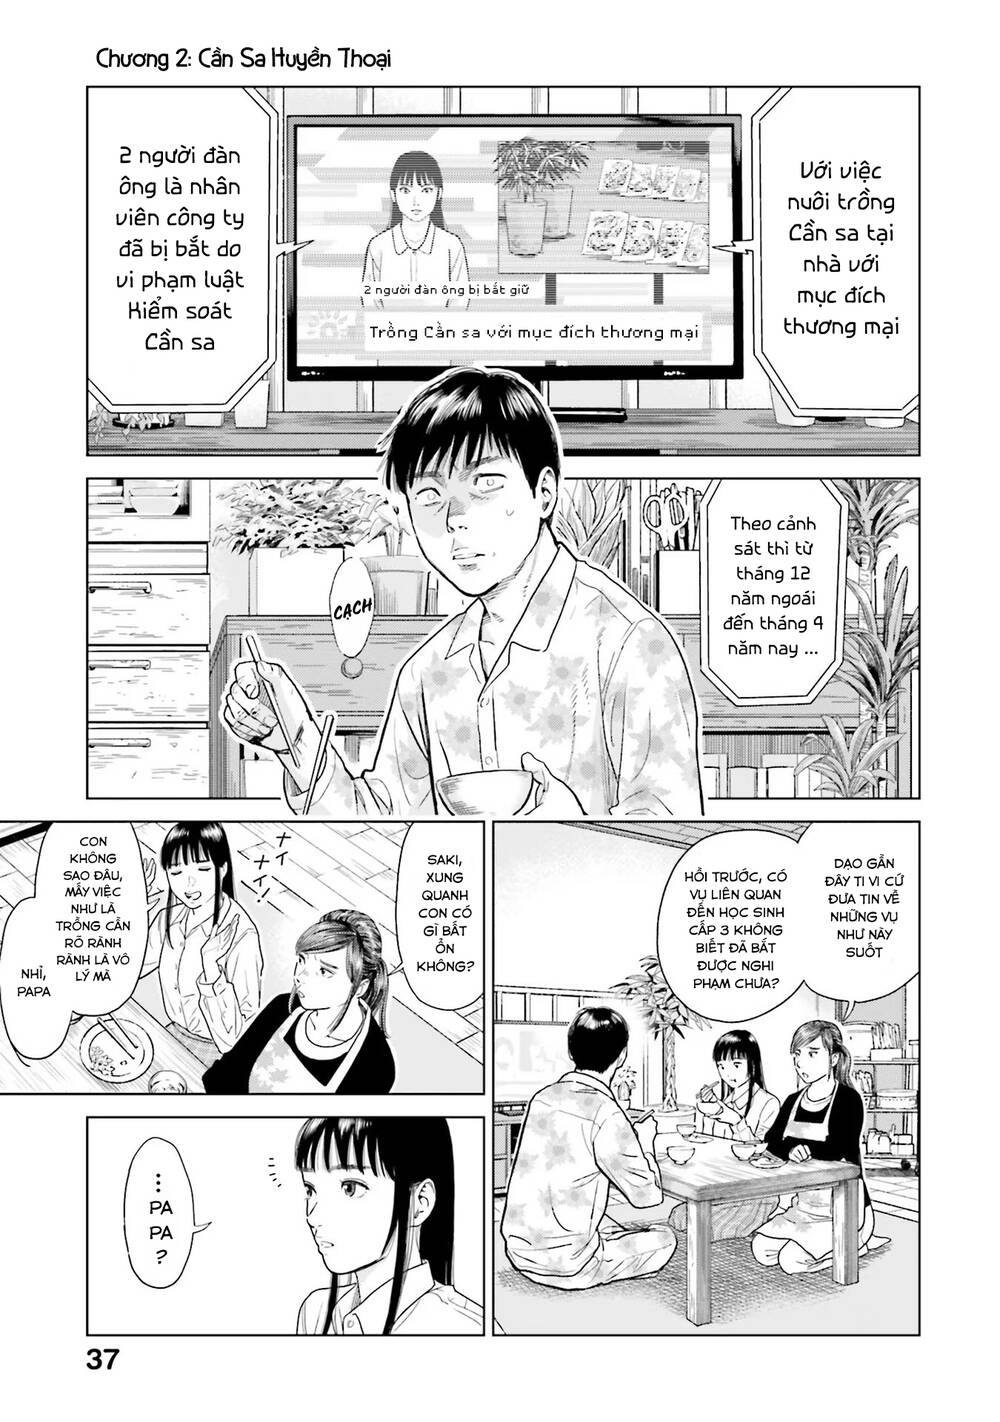 Chương 2: Cần Sa Huyền Thoại
Với việc
nuôi trồng
Cần sa tại
nhà với
mục đích
thương mại
2 người đàn
ông là nhân
viên công ty
đã bị bắt do
vi phạm luật
Kiểm soát
Cần sa
2 người đàn ông bị bắt giữ
Trồng Cần sa với mục đích thương mại
Theo cảnh
sát thì từ
tháng 12
năm ngoái
đến tháng 4
năm nay ...
CẠCH
DẠO GẦN
ĐÂY TI VI CỨ
ĐƯA TIN VỀ
NHỮNG VỤ
NHƯ NÀY
SUỐT
HỒI TRƯỚC, CÓ
VỤ LIÊN QUAN
ĐẾN HỌC SINH
CẤP 3 KHÔNG
BIẾT ĐÃ BẮT
ĐƯỢC NGHI
PHẠM CHƯA?
SAKI,
XUNG
QUANH
CON CÓ
GÌ BẤT
ỔN
KHÔNG?
ナイ
ナイ
CON
KHÔNG
SAO ĐÂU,
MẤY VIỆC
NHƯ LÀ
TRỒNG CẦN
RÕ RÀNH
RÀNH LÀ VÔ
LÝ MÀ
NHỈ,
PAPA
...
PA
PA
?
37